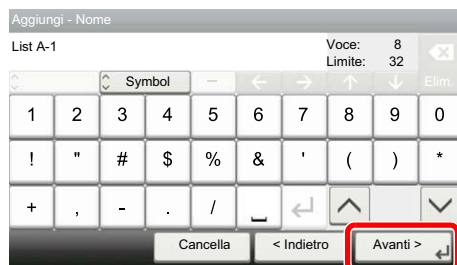 Aggiungi - Nome
List A-1 Voce: 8
Limite: 32
Symbol Elim.
1 2 3 4 5 6 7 8 9 0
! " # $ % & ' ( ) *
+ , - . / _
Cancella < Indietro Avanti >